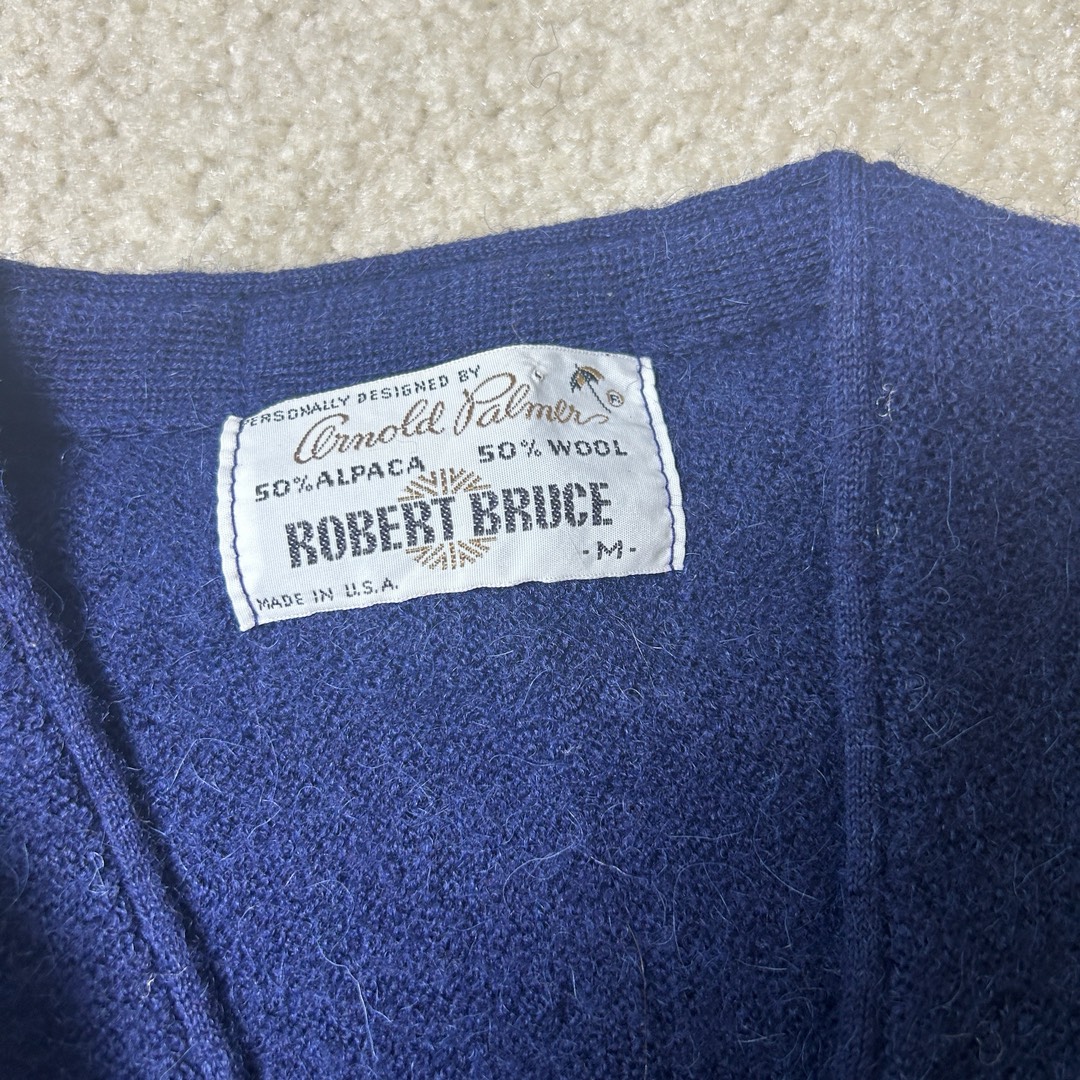 PERSONALLY DESIGNED BY
Arnold Palmer ®
50% ALPACA 50% WOOL
ROBERT BRUCE
-M-
MADE IN U.S.A.